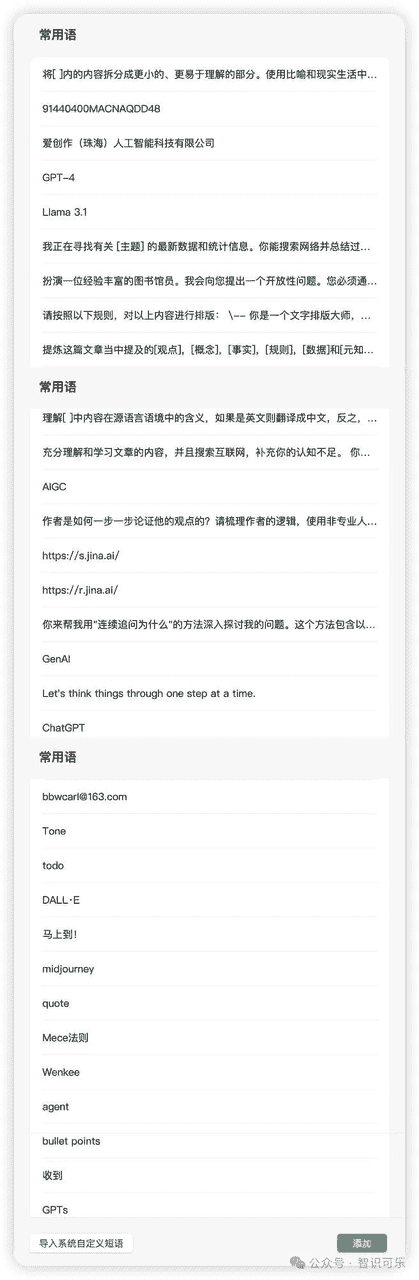 常用语
将[ ]内的内容拆分成更小的、更易于理解的部分。使用比喻和现实生活中...
91440400MACNAQDD48
爱创作（珠海）人工智能科技有限公司
GPT-4
Llama 3.1
我正在寻找有关 [主题] 的最新数据和统计信息。你能搜索网络并总结过...
扮演一位经验丰富的图书馆员。我会向您提出一个开放性问题。您必须通...
请按照以下规则，对以上内容进行排版： \-- 你是一个文字排版大师，...
提炼这篇文章当中提及的[观点]，[概念]，[事实]，[规则]，[数据]和[元知...
常用语
理解[ ]中内容在源语言语境中的含义，如果是英文则翻译成中文，反之，...
充分理解和学习文章的内容，并且搜索互联网，补充你的认知不足。 你...
AIGC
作者是如何一步一步论证他的观点的？请梳理作者的逻辑，使用非专业人...
https://s.jina.ai/
https://r.jina.ai/
你来帮我用“连续追问为什么”的方法深入探讨我的问题。这个方法包含以...
GenAI
Let's think things through one step at a time.
ChatGPT
常用语
bbwcarl@163.com
Tone
todo
DALL·E
马上到！
midjourney
quote
Mece法则
Wenkee
agent
bullet points
收到
GPTs
导入系统自定义短语
添加
公众号 · 智识可乐